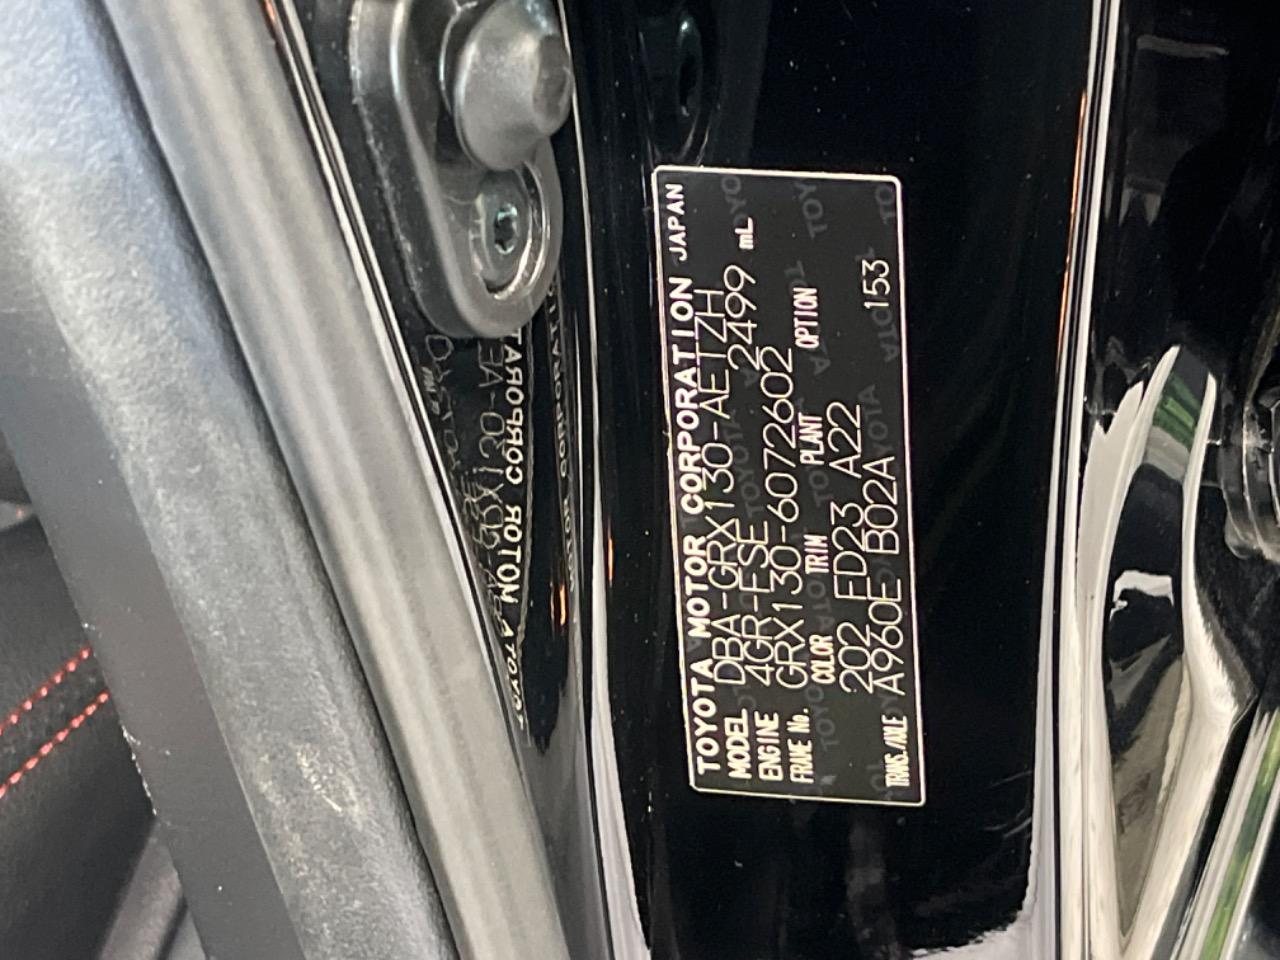 TOYOTA MOTOR CORPORATION JAPAN
MODEL DBA-GRX130-AETZH
ENGINE 4GR-FSE 2499 mL
FRAME No. GRX130-6072602
COLOR TRIM PLANT OPTION
202 FD23 A22
TRANS./AXLE A960E B02A 153